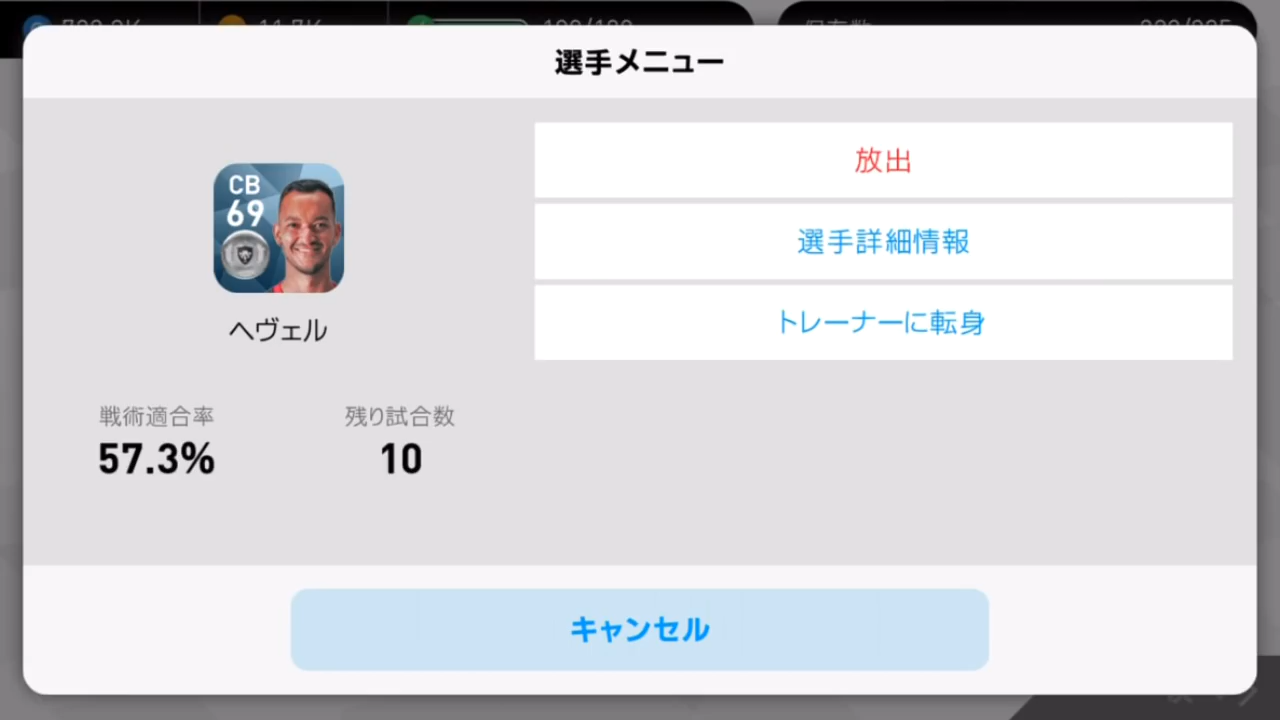 選手メニュー
CB
69
ヘヴェル
戦術適合率
57.3%
残り試合数
10
放出
選手詳細情報
トレーナーに転身
キャンセル